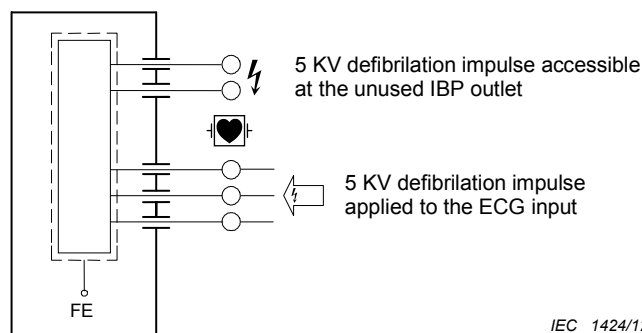 5 KV defibrilation impulse accessible
at the unused IBP outlet
5 KV defibrilation impulse
applied to the ECG input
FE